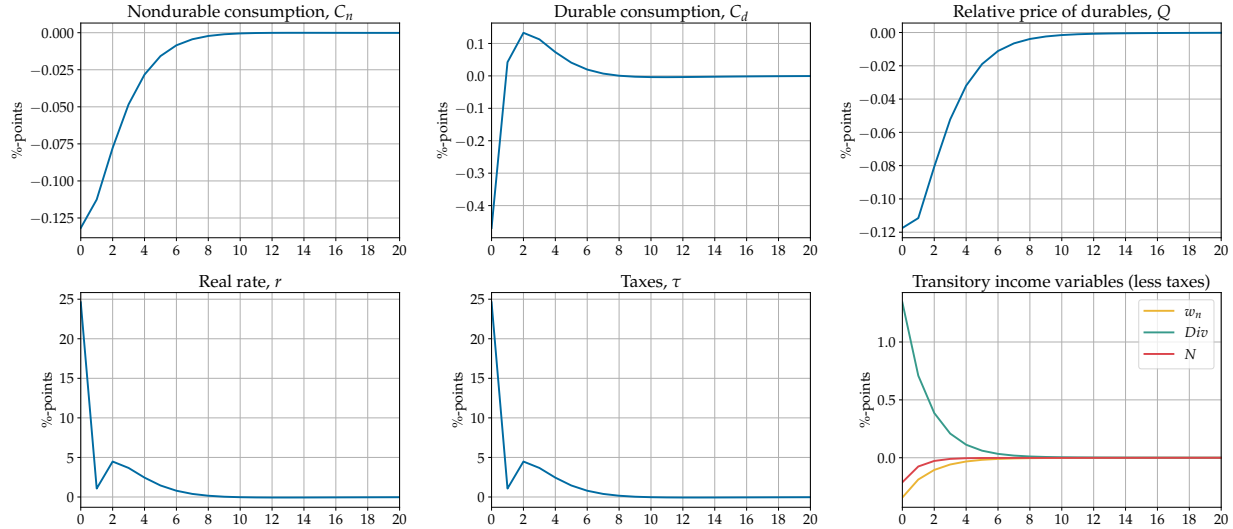 Nondurable consumption, Cₙ
%-points
0.000
−0.025
−0.050
−0.075
−0.100
−0.125
0 2 4 6 8 10 12 14 16 18 20
Durable consumption, C_d
%-points
0.1
0.0
−0.1
−0.2
−0.3
−0.4
0 2 4 6 8 10 12 14 16 18 20
Relative price of durables, Q
%-points
0.00
−0.02
−0.04
−0.06
−0.08
−0.10
−0.12
0 2 4 6 8 10 12 14 16 18 20
Real rate, r
%-points
25
20
15
10
5
0
0 2 4 6 8 10 12 14 16 18 20
Taxes, τ
%-points
25
20
15
10
5
0
0 2 4 6 8 10 12 14 16 18 20
Transitory income variables (less taxes)
%-points
1.0
0.5
0.0
wₙ
Div
N
0 2 4 6 8 10 12 14 16 18 20